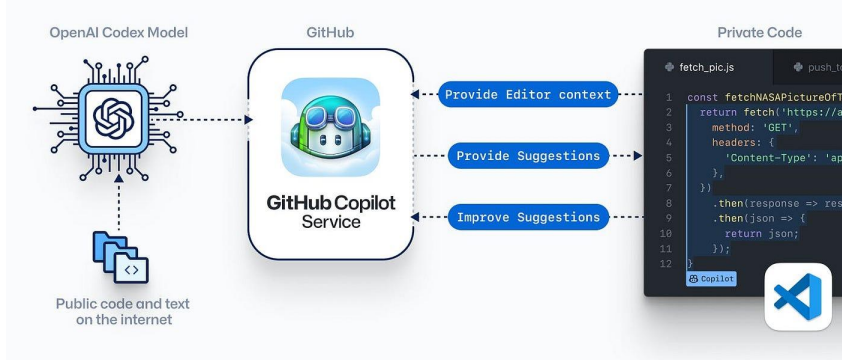 OpenAI Codex Model
GitHub
Private Code
Public code and text
on the internet
GitHub Copilot
Service
Provide Editor context
Provide Suggestions
Improve Suggestions
fetch_pic.js
push_to
1 const fetchNASAPictureOfT
2 return fetch('https://a
3 method: 'GET',
4 headers: {
5 'Content-Type': 'ap
6 },
7 })
8 .then(response => res
9 .then(json => {
10 return json;
11 });
12 }
Copilot